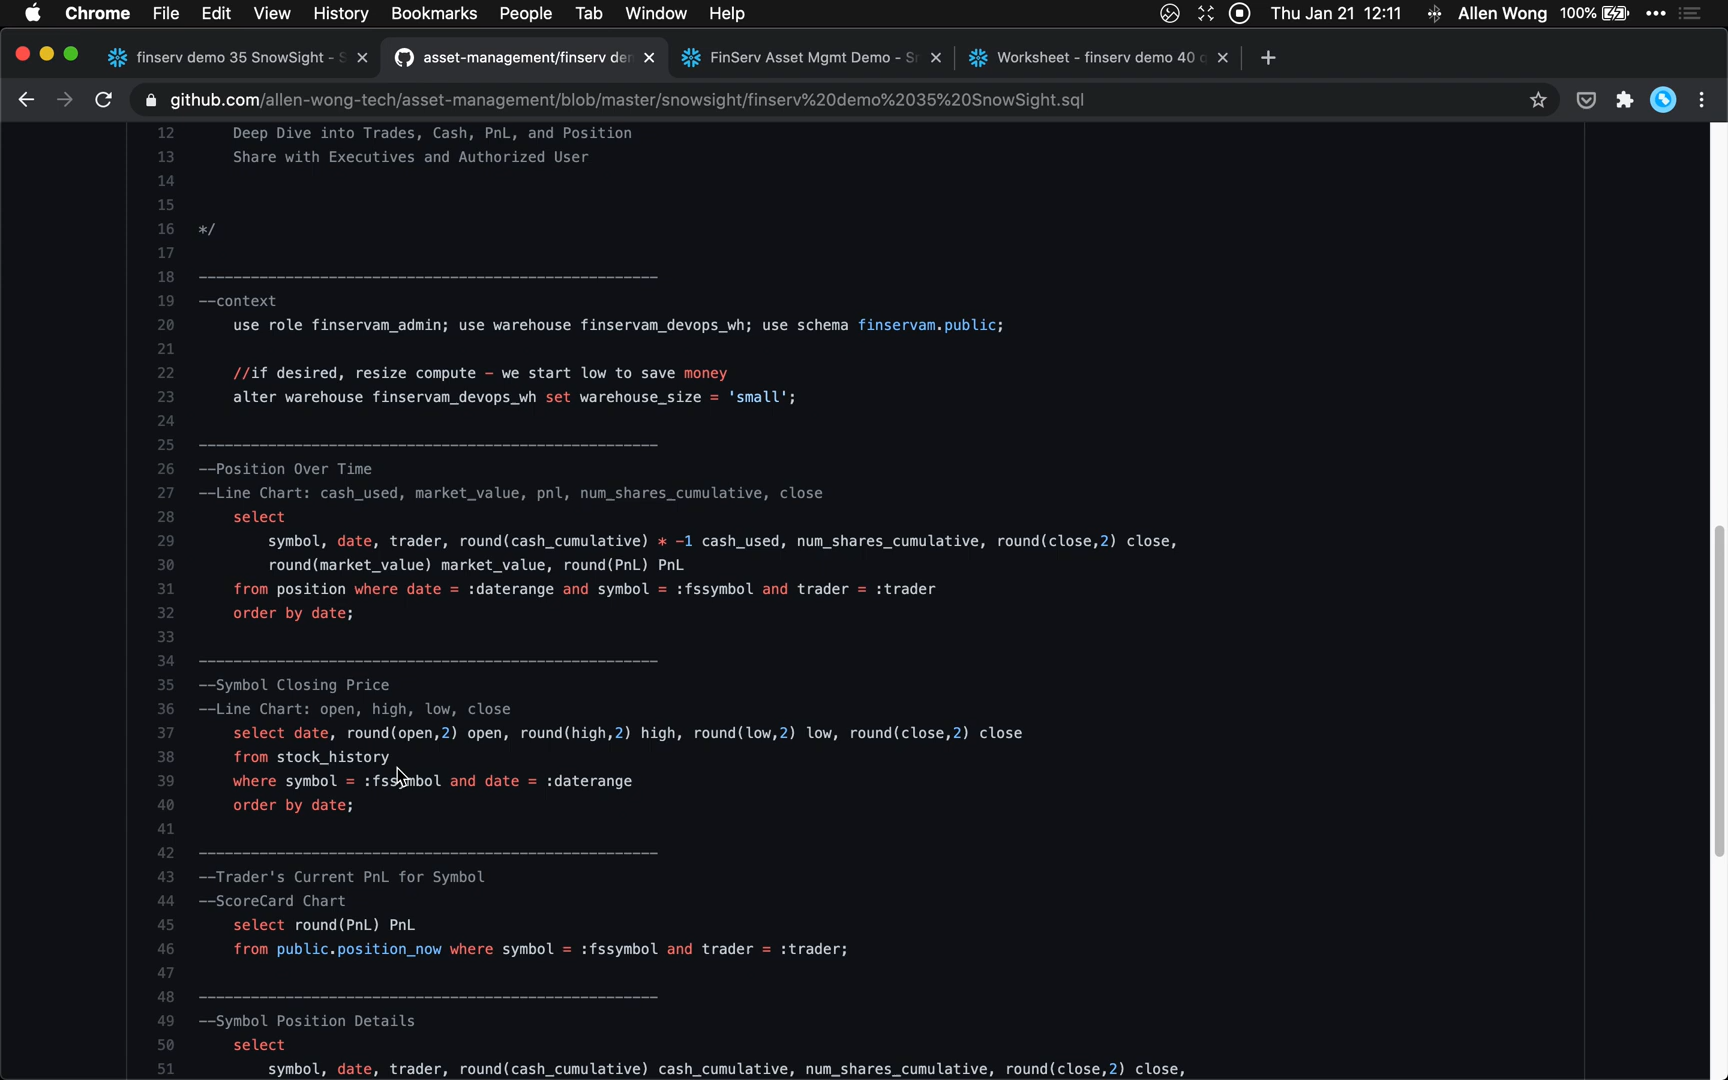 Chrome File Edit View History Bookmarks People Tab Window Help Thu Jan 21 12:11 Allen Wong 100%
finserv demo 35 SnowSight - S asset-management/finserv de FinServ Asset Mgmt Demo - Sn Worksheet - finserv demo 40 q
github.com/allen-wong-tech/asset-management/blob/master/snowsight/finserv%20demo%2035%20SnowSight.sql
12 Deep Dive into Trades, Cash, PnL, and Position
13 Share with Executives and Authorized User
14
15
16 */
17
18 -----------------------------------------------------
19 --context
20 use role finservam_admin; use warehouse finservam_devops_wh; use schema finservam.public;
21
22 //if desired, resize compute - we start low to save money
23 alter warehouse finservam_devops_wh set warehouse_size = 'small';
24
25 -----------------------------------------------------
26 --Position Over Time
27 --Line Chart: cash_used, market_value, pnl, num_shares_cumulative, close
28 select
29 symbol, date, trader, round(cash_cumulative) * -1 cash_used, num_shares_cumulative, round(close,2) close,
30 round(market_value) market_value, round(PnL) PnL
31 from position where date = :daterange and symbol = :fssymbol and trader = :trader
32 order by date;
33
34 -----------------------------------------------------
35 --Symbol Closing Price
36 --Line Chart: open, high, low, close
37 select date, round(open,2) open, round(high,2) high, round(low,2) low, round(close,2) close
38 from stock_history
39 where symbol = :fssymbol and date = :daterange
40 order by date;
41
42 -----------------------------------------------------
43 --Trader's Current PnL for Symbol
44 --ScoreCard Chart
45 select round(PnL) PnL
46 from public.position_now where symbol = :fssymbol and trader = :trader;
47
48 -----------------------------------------------------
49 --Symbol Position Details
50 select
51 symbol, date, trader, round(cash_cumulative) cash_cumulative, num_shares_cumulative, round(close,2) close,